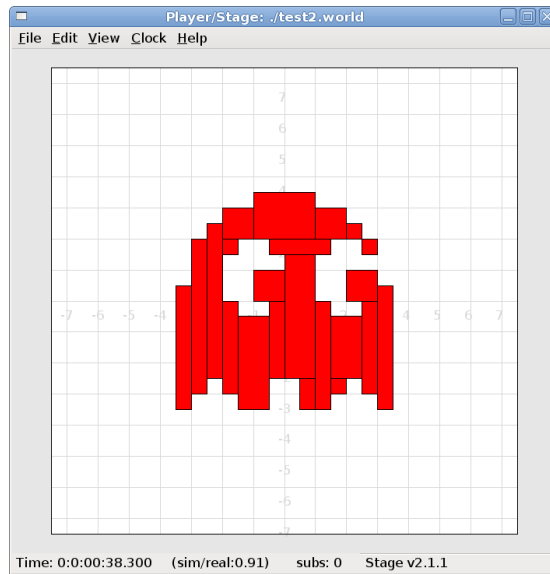 Player/Stage: ./test2.world
File Edit View Clock Help
7
6
5
4
-7 -6 -5 -4 4 5 6 7
-3
-4
-5
-6
-7
Time: 0:0:00:38.300 (sim/real:0.91) subs: 0 Stage v2.1.1